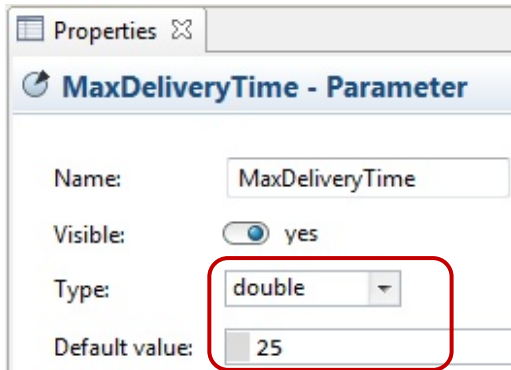 Properties
MaxDeliveryTime - Parameter
Name: MaxDeliveryTime
Visible: yes
Type: double
Default value: 25